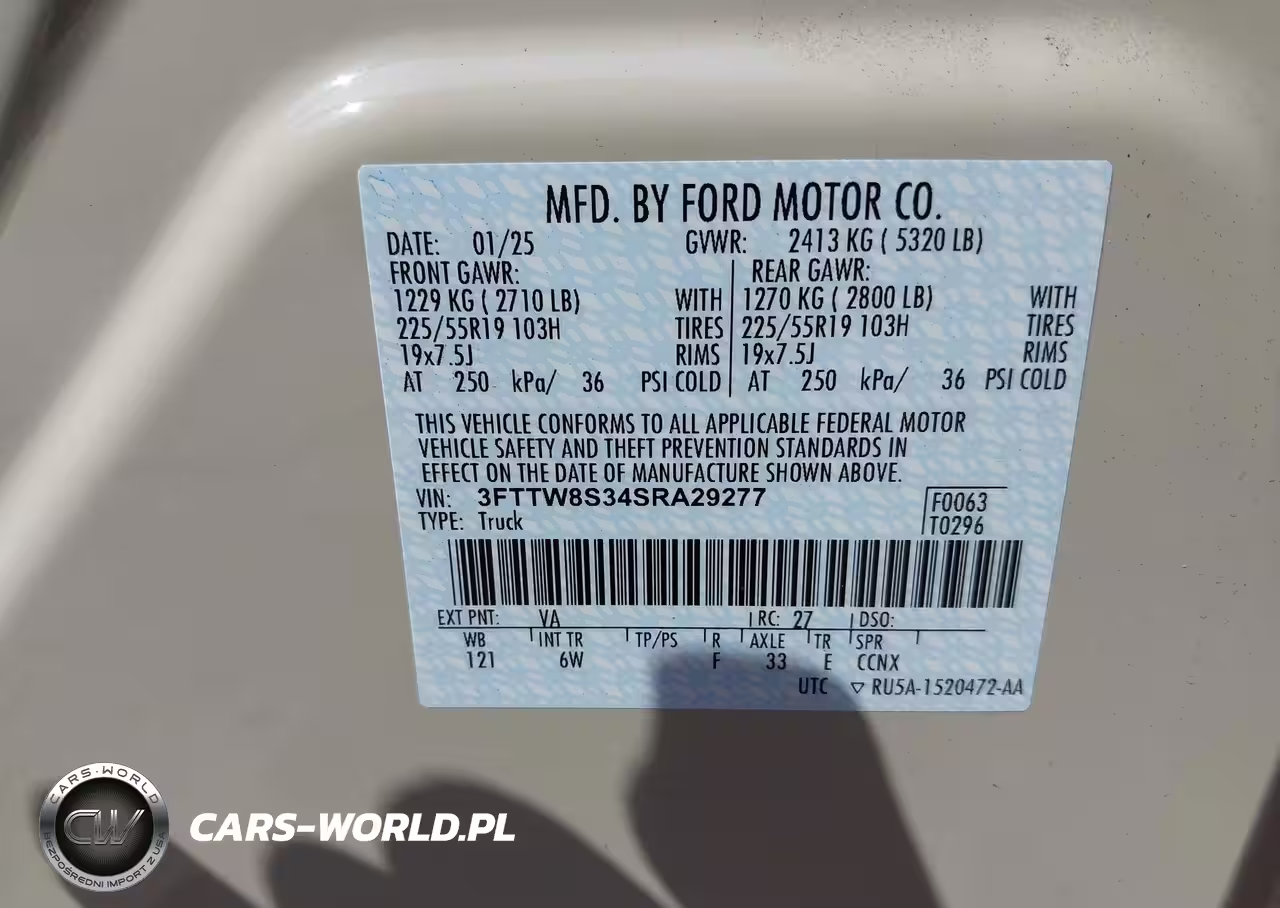 MFD. BY FORD MOTOR CO.
DATE: 01/25 GVWR: 2413 KG ( 5320 LB)
FRONT GAWR: REAR GAWR:
1229 KG ( 2710 LB) WITH 1270 KG ( 2800 LB) WITH
225/55R19 103H TIRES 225/55R19 103H TIRES
19x7.5J RIMS 19x7.5J RIMS
AT 250 kPa/ 36 PSI COLD AT 250 kPa/ 36 PSI COLD
THIS VEHICLE CONFORMS TO ALL APPLICABLE FEDERAL MOTOR
VEHICLE SAFETY AND THEFT PREVENTION STANDARDS IN
EFFECT ON THE DATE OF MANUFACTURE SHOWN ABOVE.
VIN: 3FTTW8S34SRA29277 F0063
TYPE: Truck T0296
EXT PNT: VA RC: 27 DSO:
WB INT TR TP/PS R AXLE TR SPR
121 6W F 33 E CCNX
UTC ▽ RU5A-1520472-AA
CARS-WORLD
CW
BEZPOŚREDNI IMPORT Z USA
CARS-WORLD.PL